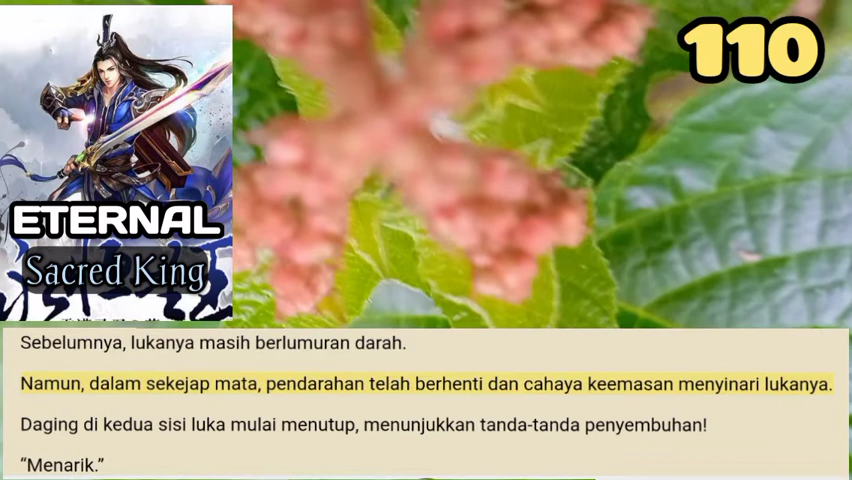 110
ETERNAL
Sacred King
Sebelumnya, lukanya masih berlumuran darah.
Namun, dalam sekejap mata, pendarahan telah berhenti dan cahaya keemasan menyinari lukanya.
Daging di kedua sisi luka mulai menutup, menunjukkan tanda-tanda penyembuhan!
“Menarik.”